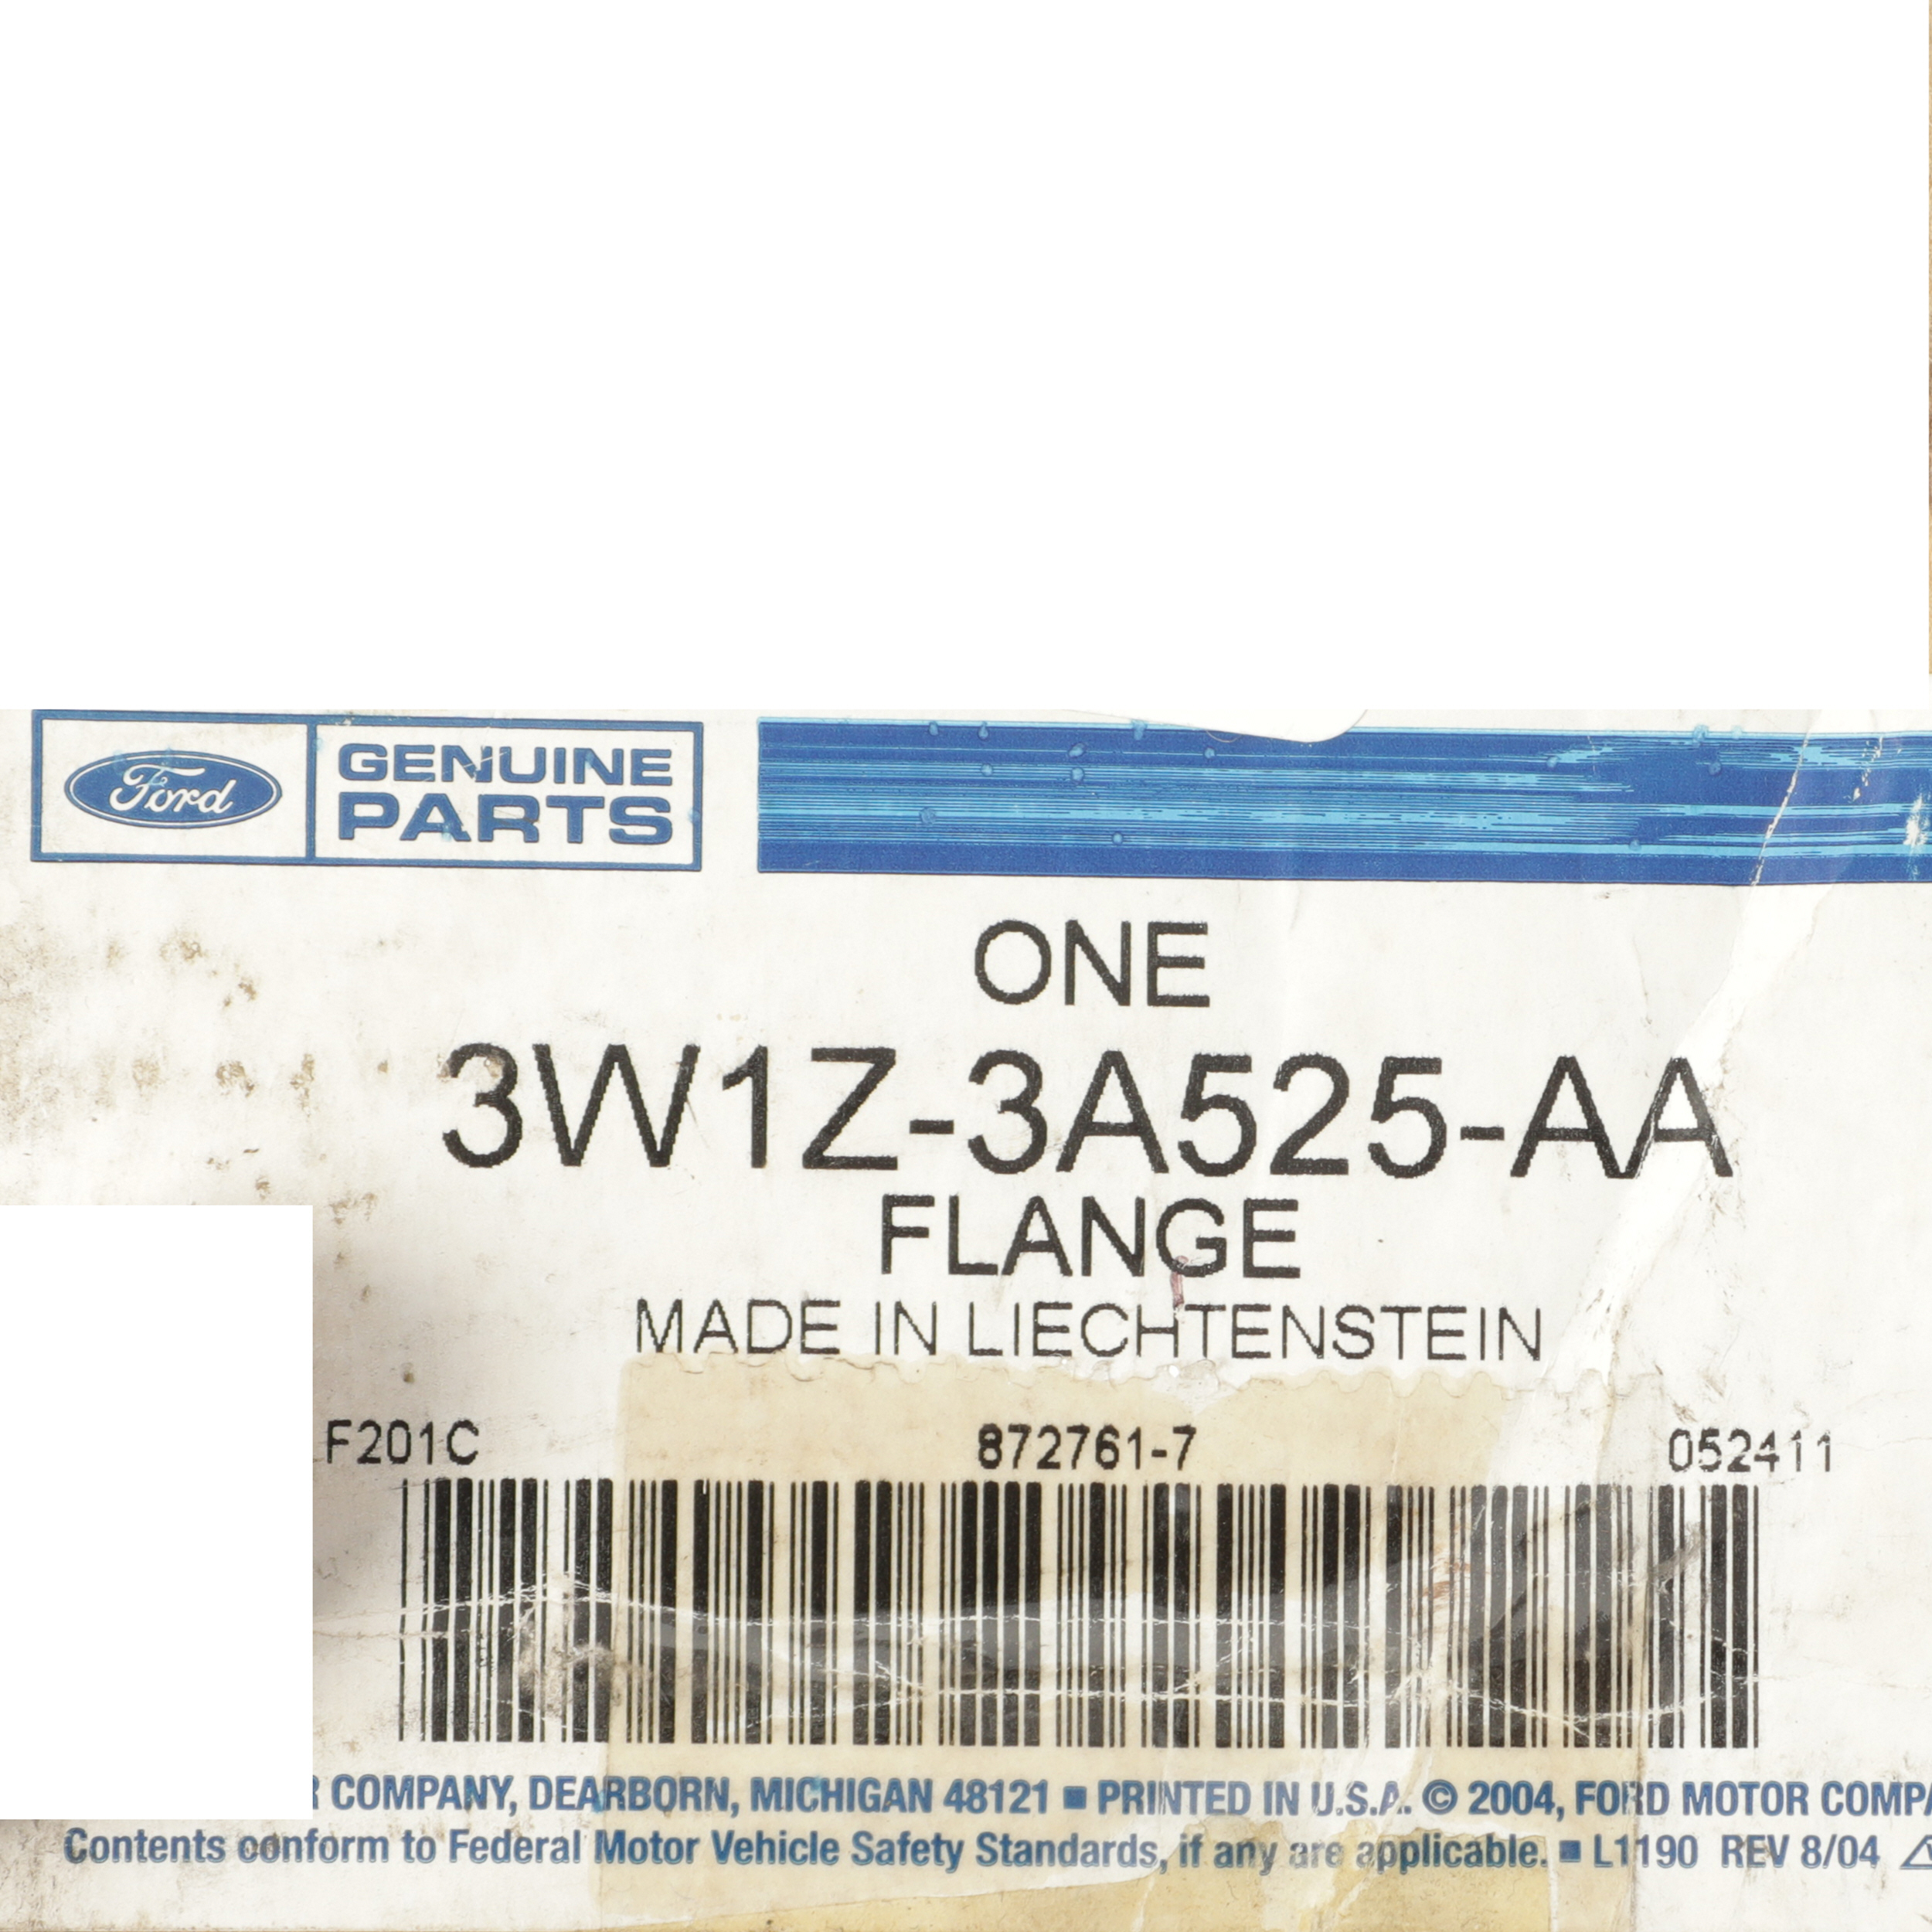 Ford GENUINE
PARTS
ONE
3W1Z-3A525-AA
FLANGE
MADE IN LIECHTENSTEIN
F201C 872761-7 052411
COMPANY, DEARBORN, MICHIGAN 48121 ■ PRINTED IN U.S.A. © 2004, FORD MOTOR
Contents conform to Federal Motor Vehicle Safety Standards, if any are applicable. ■ L1190 REV 8/04